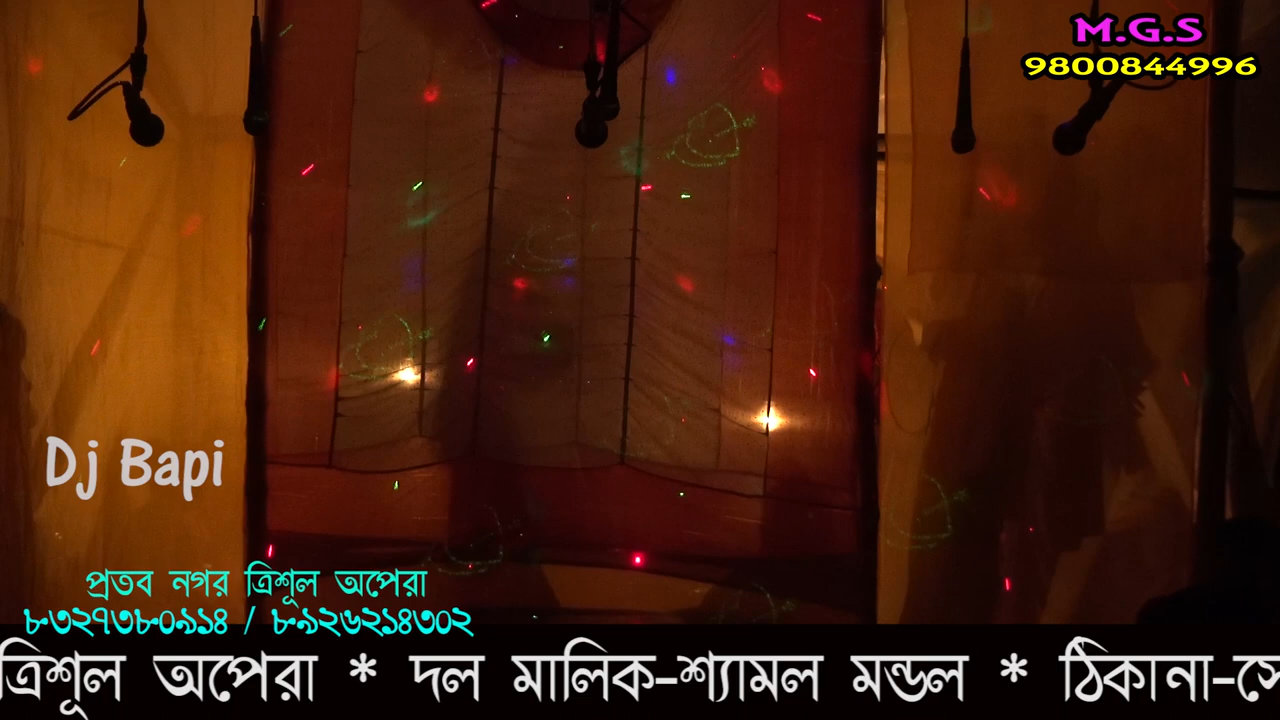 M.G.S
9800844996
Dj Bapi
প্রতব নগর ত্রিশূল অপেরা
৮৩২৭৩৮০৯১৪ / ৮৯২৬২১৪৩০২
ত্রিশূল অপেরা * দল মালিক-শ্যামল মন্ডল * ঠিকানা-সে